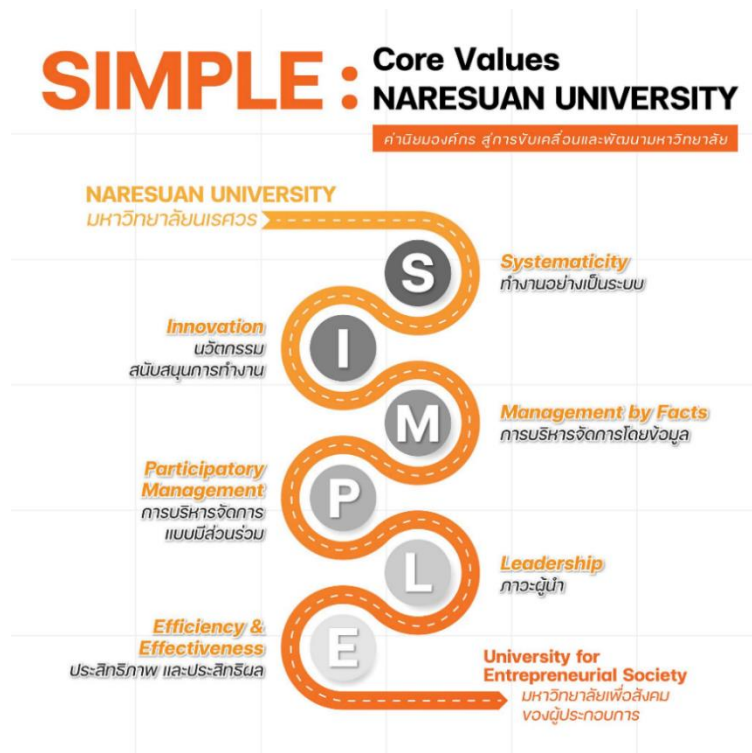 SIMPLE :
Core Values
NARESUAN UNIVERSITY
ค่านิยมองค์กร สู่การขับเคลื่อนและพัฒนามหาวิทยาลัย
NARESUAN UNIVERSITY
มหาวิทยาลัยนเรศวร
S
Systematicity
ทำงานอย่างเป็นระบบ
I
Innovation
นวัตกรรม
สนับสนุนการทำงาน
M
Management by Facts
การบริหารจัดการโดยข้อมูล
P
Participatory
Management
การบริหารจัดการ
แบบมีส่วนร่วม
L
Leadership
ภาวะผู้นำ
E
Efficiency &
Effectiveness
ประสิทธิภาพ และประสิทธิผล
University for
Entrepreneurial Society
มหาวิทยาลัยเพื่อสังคม
ของผู้ประกอบการ